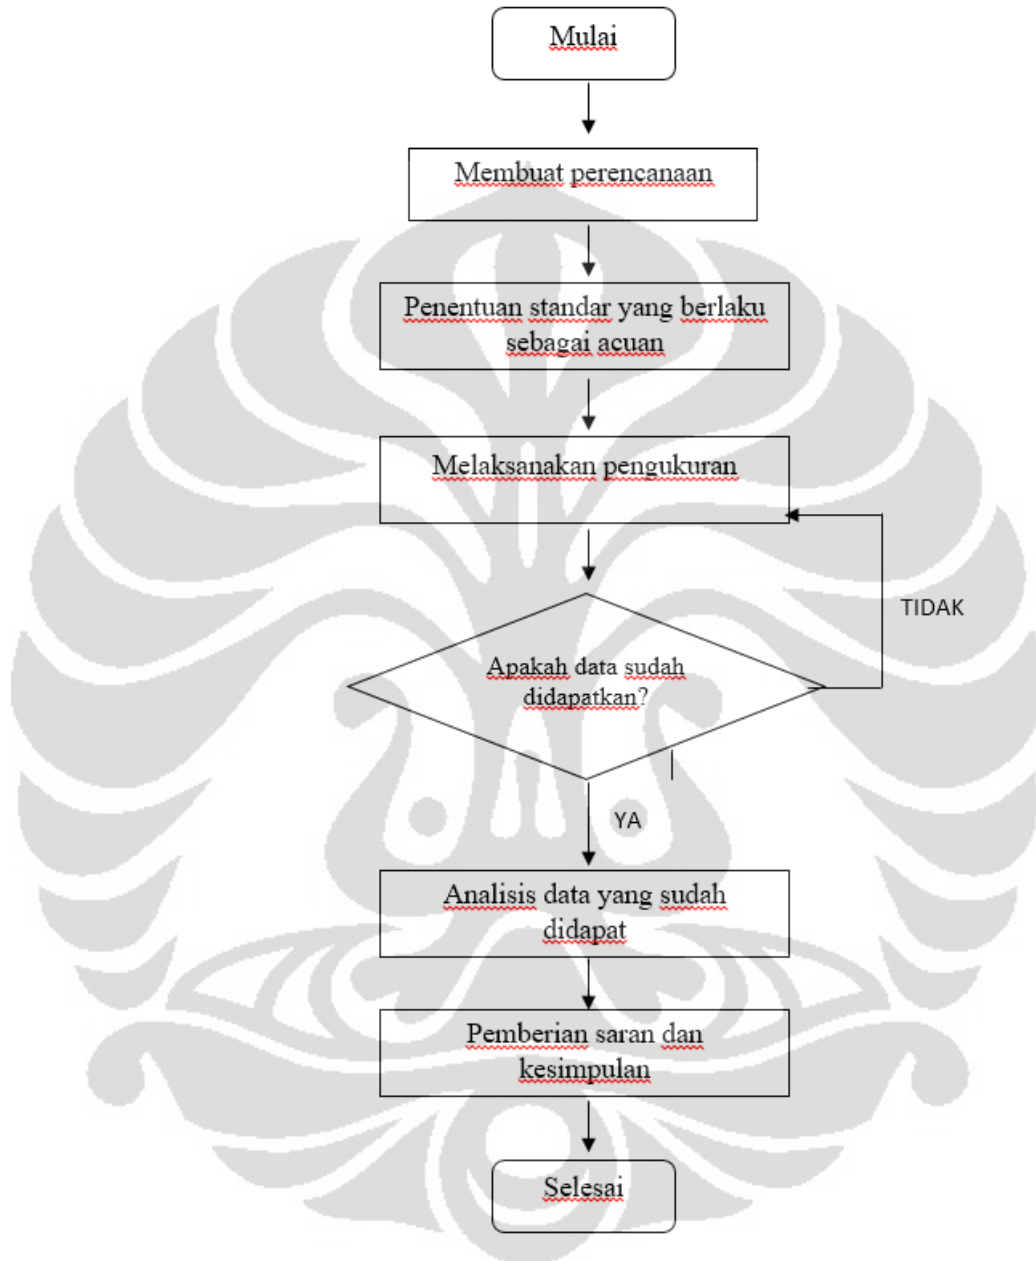 Mulai
Membuat perencanaan
Penentuan standar yang berlaku
sebagai acuan
Melaksanakan pengukuran
TIDAK
Apakah data sudah
didapatkan?
YA
Analisis data yang sudah
didapat
Pemberian saran dan
kesimpulan
Selesai